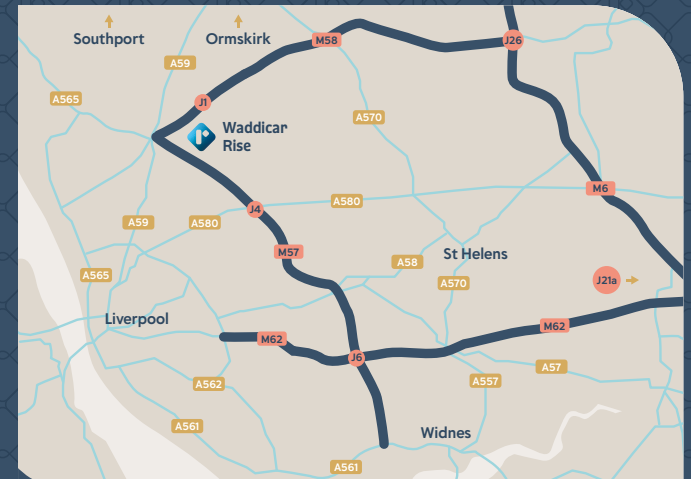 Southport
Ormskirk
M58
J26
A59
A565
J1
A570
Waddicar
Rise
M6
A580
J4
A59
A580
M57
St Helens
A58
A565
A570
J21a
Liverpool
M62
M62
J6
A57
A562
A557
A561
Widnes
A561